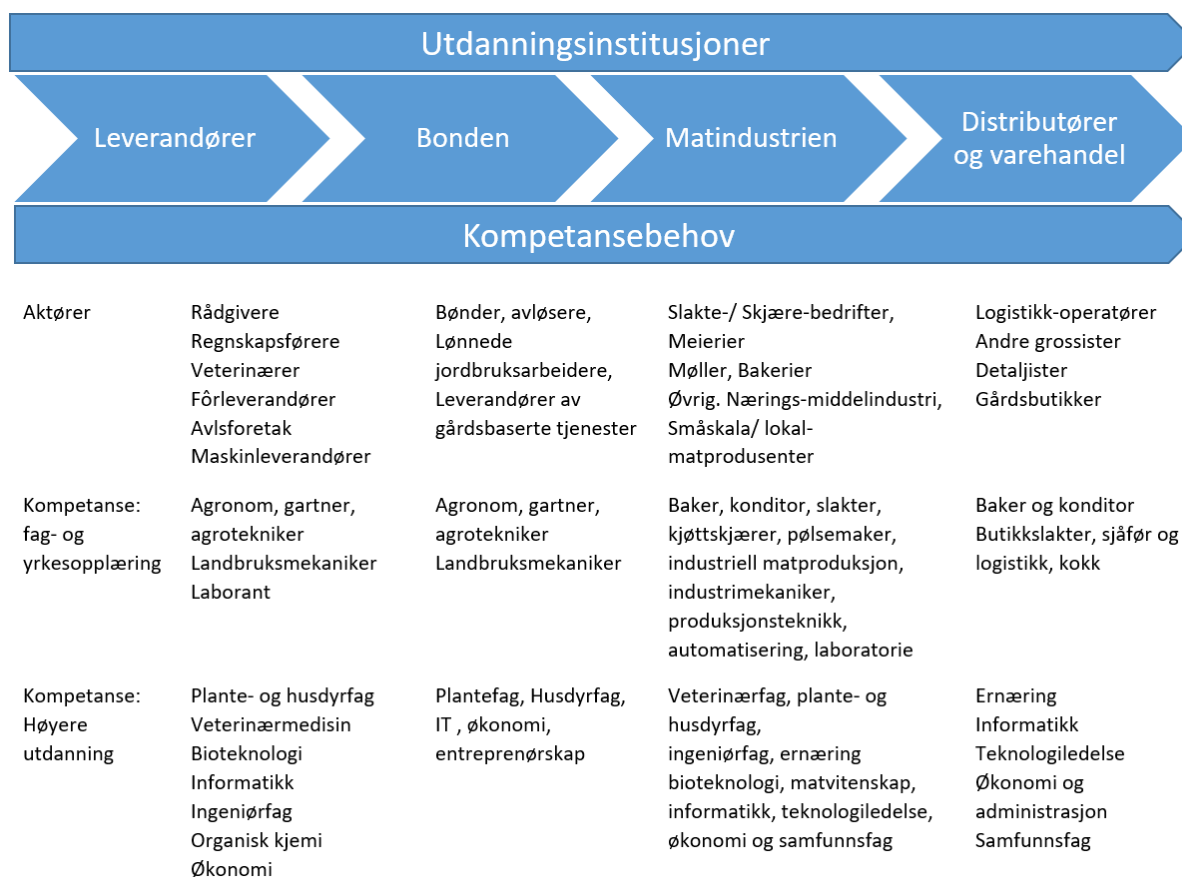 Utdanningsinstitusjoner
Leverandører
Bonden
Matindustrien
Distributører
og varehandel
Kompetansebehov
Aktører
Rådgivere
Regnskapsførere
Veterinærer
Fôrleverandører
Avlsforetak
Maskinleverandører
Bønder, avløsere,
Lønnede
jordbruksarbeidere,
Leverandører av
gårdsbaserte tjenester
Slakte-/ Skjære-bedrifter,
Meierier
Møller, Bakerier
Øvrig. Nærings-middelindustri,
Småskala/ lokal-
matprodusenter
Logistikk-operatører
Andre grossister
Detaljister
Gårdsbutikker
Kompetanse:
fag- og
yrkesopplæring
Agronom, gartner,
agrotekniker
Landbruksmekaniker
Laborant
Agronom, gartner,
agrotekniker
Landbruksmekaniker
Baker, konditor, slakter,
kjøttskjærer, pølsemaker,
industriell matproduksjon,
industrimekaniker,
produksjonsteknikk,
automatisering, laboratorie
Baker og konditor
Butikkslakter, sjåfør og
logistikk, kokk
Kompetanse:
Høyere
utdanning
Plante- og husdyrfag
Veterinærmedisin
Bioteknologi
Informatikk
Ingeniørfag
Organisk kjemi
Økonomi
Plantefag, Husdyrfag,
IT , økonomi,
entreprenørskap
Veterinærfag, plante- og
husdyrfag,
ingeniørfag, ernæring
bioteknologi, matvitenskap,
informatikk, teknologiledelse,
økonomi og samfunnsfag
Ernæring
Informatikk
Teknologiledelse
Økonomi og
administrasjon
Samfunnsfag